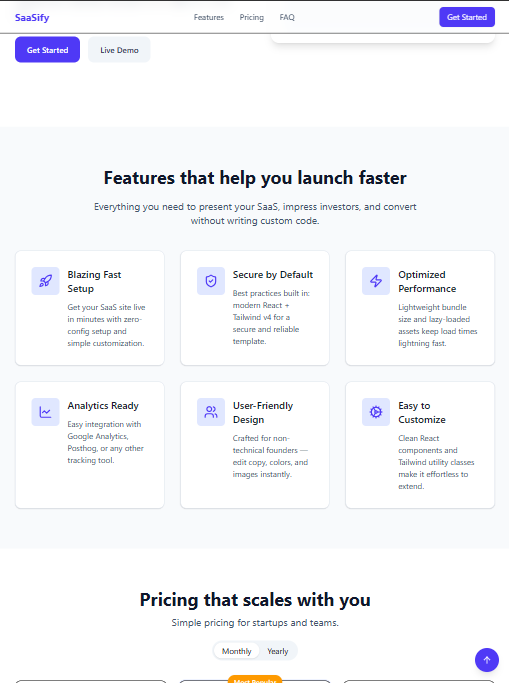 SaaSify
Features Pricing FAQ
Get Started
Get Started
Live Demo
Features that help you launch faster
Everything you need to present your SaaS, impress investors, and convert
without writing custom code.
Blazing Fast
Setup
Get your SaaS site live
in minutes with zero-
config setup and
simple customization.
Secure by Default
Best practices built in:
modern React +
Tailwind v4 for a
secure and reliable
template.
Optimized
Performance
Lightweight bundle
size and lazy-loaded
assets keep load times
lightning fast.
Analytics Ready
Easy integration with
Google Analytics,
Posthog, or any other
tracking tool.
User-Friendly
Design
Crafted for non-
technical founders —
edit copy, colors, and
images instantly.
Easy to
Customize
Clean React
components and
Tailwind utility classes
make it effortless to
extend.
Pricing that scales with you
Simple pricing for startups and teams.
Monthly Yearly
Most Popular